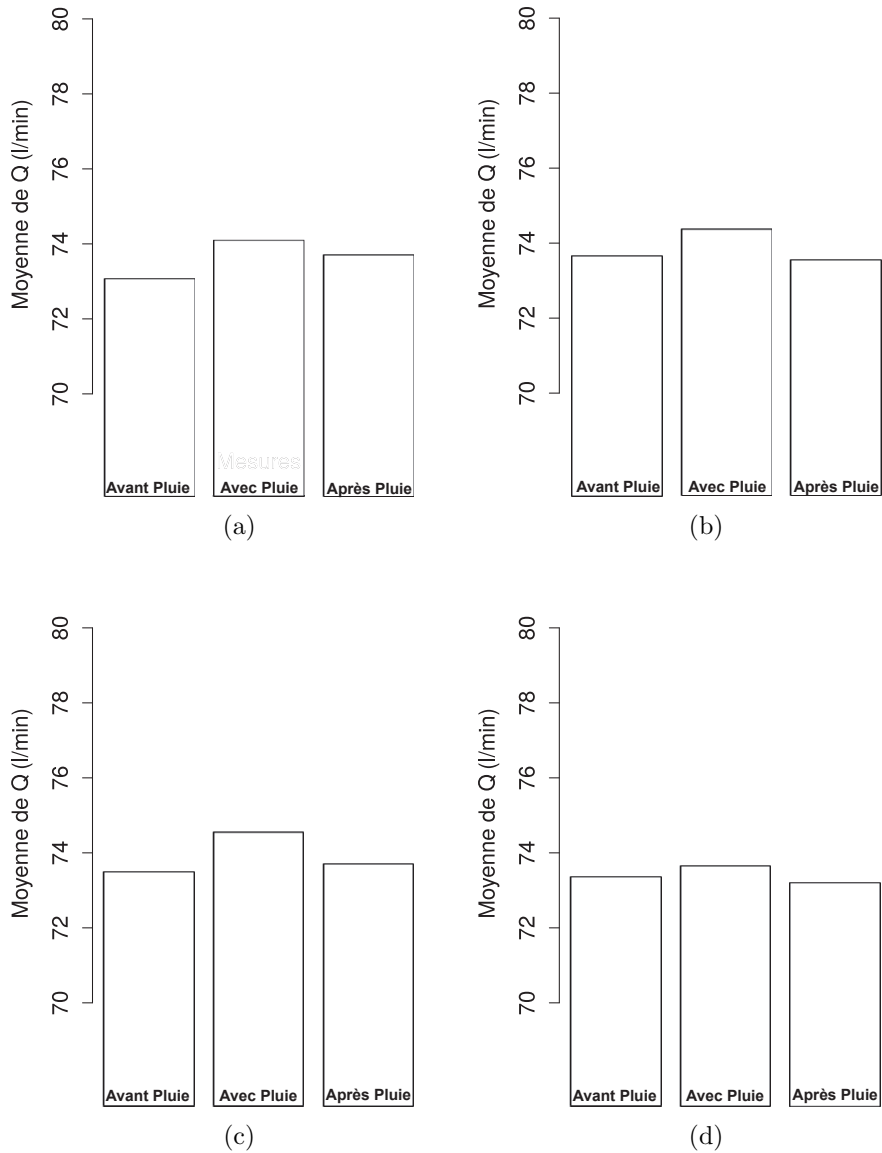 80
78
76
74
72
70
Moyenne de Q (l/min)
Mesures
Avant Pluie
Avec Pluie
Après Pluie
(a)
80
78
76
74
72
70
Moyenne de Q (l/min)
Avant Pluie
Avec Pluie
Après Pluie
(b)
80
78
76
74
72
70
Moyenne de Q (l/min)
Avant Pluie
Avec Pluie
Après Pluie
(c)
80
78
76
74
72
70
Moyenne de Q (l/min)
Avant Pluie
Avec Pluie
Après Pluie
(d)